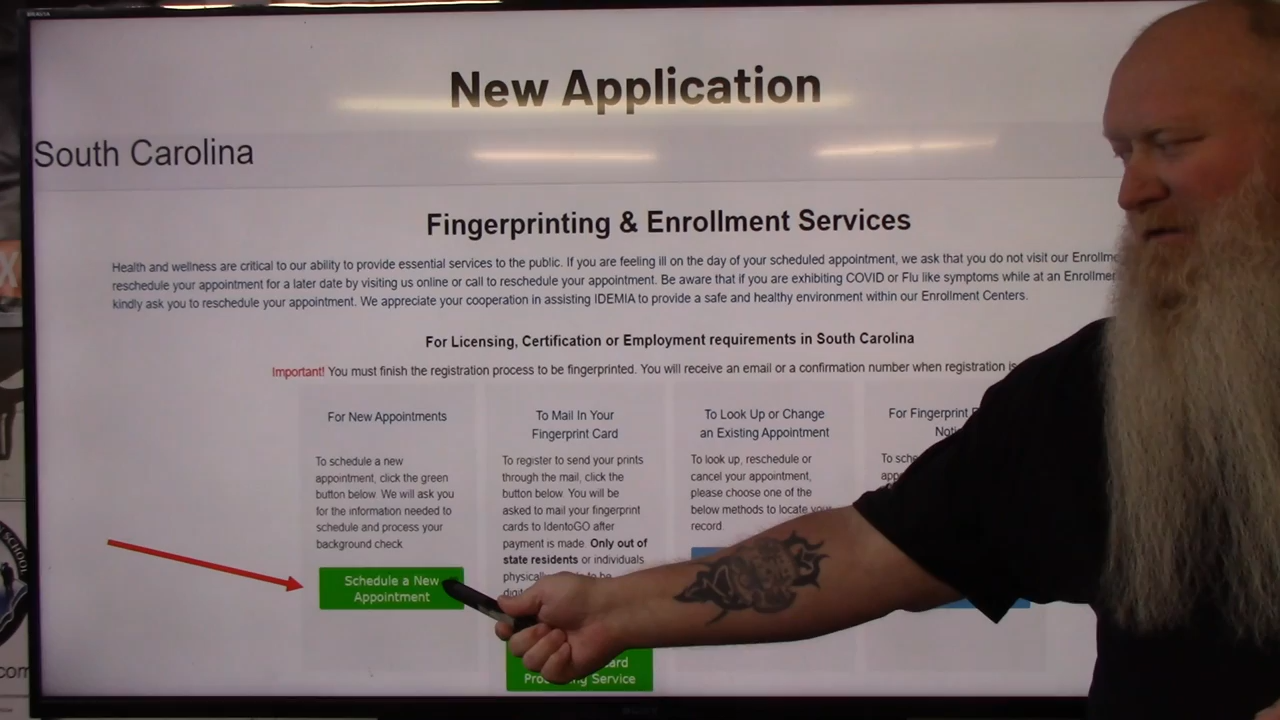 New Application
South Carolina
Fingerprinting & Enrollment Services
Health and wellness are critical to our ability to provide essential services to the public. If you are feeling ill on the day of your scheduled appointment, we ask that you do not visit our
reschedule your appointment for a later date by visiting us online or call to reschedule your appointment. Be aware that if you are exhibiting COVID or Flu like symptoms while at an
kindly ask you to reschedule your appointment. We appreciate your cooperation in assisting IDEMIA to provide a safe and healthy environment within our Enrollment Centers.
For Licensing, Certification or Employment requirements in South Carolina
Important! You must finish the registration process to be fingerprinted. You will receive an email or a confirmation number when registration is
For New Appointments
To schedule a new
appointment, click the green
button below. We will ask you
for the information needed to
schedule and process your
background check
Schedule a New
Appointment
To Mail In Your
Fingerprint Card
To register to send your prints
through the mail, click the
button below. You will be
asked to mail your fingerprint
cards to IdentoGO after
payment is made. Only out of
state residents or individuals
to be
Service
To Look Up or Change
an Existing Appointment
To look up, reschedule or
cancel your appointment,
please choose one of the
below methods to locate your
record.
For Fingerprint
To
SCHOOL
X
com